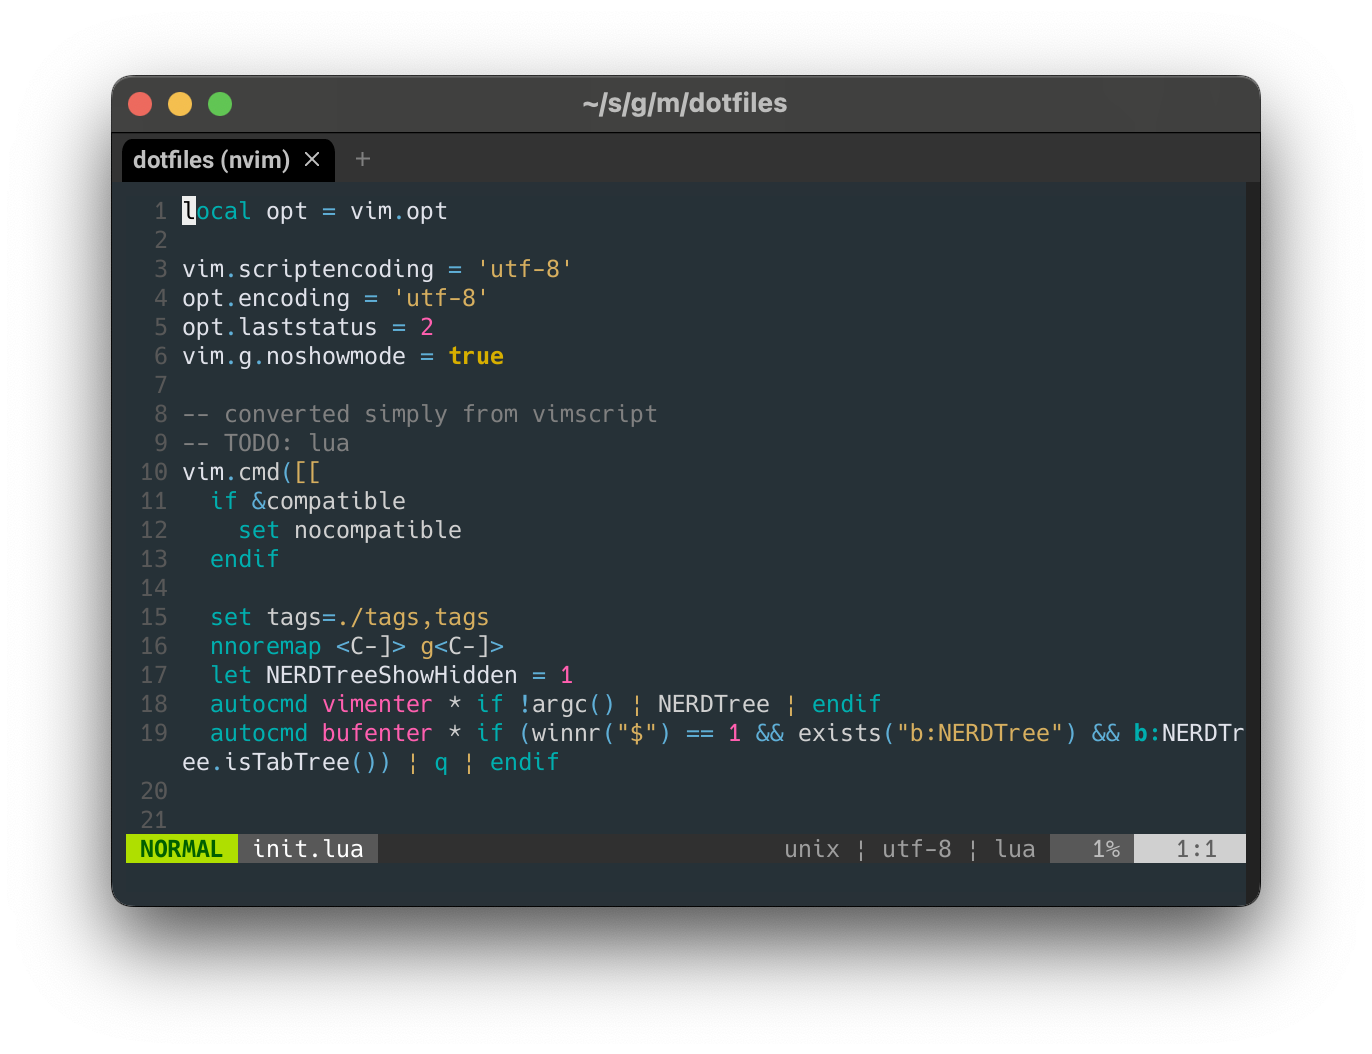 ~/s/g/m/dotfiles
dotfiles (nvim) × +
1 local opt = vim.opt
2
3 vim.scriptencoding = 'utf-8'
4 opt.encoding = 'utf-8'
5 opt.laststatus = 2
6 vim.g.noshowmode = true
7
8 -- converted simply from vimscript
9 -- TODO: lua
10 vim.cmd([[
11   if &compatible
12     set nocompatible
13   endif
14
15   set tags=./tags,tags
16   nnoremap <C-]> g<C-]>
17   let NERDTreeShowHidden = 1
18   autocmd vimenter * if !argc() ¦ NERDTree ¦ endif
19   autocmd bufenter * if (winnr("$") == 1 && exists("b:NERDTree") && b:NERDTr
ee.isTabTree()) ¦ q ¦ endif
20
21
NORMAL init.lua unix ¦ utf-8 ¦ lua 1% 1:1